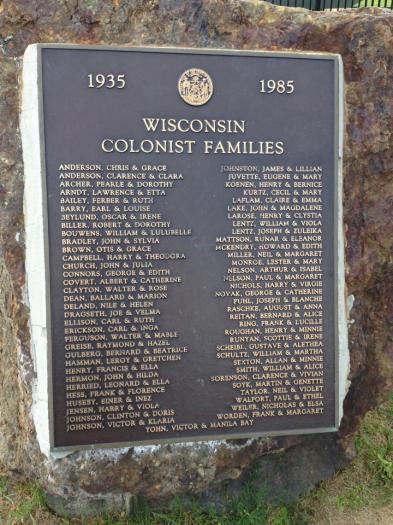 1935 1985
WISCONSIN
COLONIST FAMILIES
ANDERSON, CHRIS & GRACE
ANDERSON, CLARENCE & CLARA
ARCHER, PEARLE & DOROTHY
ARNDT, LAWRENCE & ETTA
BAILEY, FERBER & RUTH
BARRY, EARL & LOUISE
BEYLUND, OSCAR & IRENE
BILLER, ROBERT & DOROTHY
BOUWENS, WILLIAM & LULUBELLE
BRADLEY, JOHN & SYLVIA
BROWN, OTIS & GRACE
CAMPBELL, HARRY & THEODORA
CHURCH, JOHN & JULIA
CONNORS, GEORGE & EDITH
COVERT, ALBERT & CATHERINE
CLAYTON, WALTER & ROSE
DEAN, BALLARD & MARION
DELAND, NILE & HELEN
DRAGSETH, JOE & VELMA
ELLISON, CARL & RUTH
ERICKSON, CARL & INGA
FERGUSON, WALTER & MABLE
GREISE, RAYMOND & HAZEL
GULBERG, BERNARD & BEATRICE
HAMMAN, LEROY & GRETCHEN
HENRY, FRANCIS & ELLA
HERMON, JOHN & HILDA
HERRIED, LEONARD & ELLA
HESS, FRANK & FLORENCE
HUSEBY, EINER & INEZ
JENSEN, HARRY & VIOLA
JOHNSON, CLINTON & DORIS
JOHNSON, VICTOR & KLARIA
JOHNSTON, JAMES & LILLIAN
JUVETTE, EUGENE & MARY
KOENEN, HENRY & BERNICE
KURTZ, CECIL & MARY
LAFLAM, CLAIRE & EMMA
LAKE, JOHN & MAGDALENE
LAROSE, HENRY & CLYSTIA
LENTZ, WILLIAM & VIOLA
LENTZ, JOSEPH & ZULEIKA
MATTSON, RUNAR & ELEANOR
MCKENDRY, HOWARD & EDITH
MILLER, NEIL & MARGARET
MONROE, LESTER & MARY
NELSON, ARTHUR & ISABEL
NELSON, PAUL & MARGARET
NICHOLS, HARRY & VIRGIE
NOVAK, GEORGE & CATHERINE
PUHL, JOSEPH & BLANCHE
RASCHKE, AUGUST & ANNA
REITAN, BERNARD & ALICE
RING, FRANK & LUCILLE
ROUGHAN, HENRY & MINNIE
RUNYAN, SCOTTIE & IRENE
SCHEIBL, GUSTAVE & ALETHEA
SCHULTZ, WILLIAM & MARTHA
SEXTON, ALLAN & MINNIE
SMITH, WILLIAM & ALICE
SORENSON, CLARENCE & VIVIAN
SOYK, MARTIN & GENETTE
TAYLOR, NEIL & VIOLET
WALFORT, PAUL & ETHEL
WEILER, NICHOLAS & ELSA
WORDEN, FRANK & MARGARET
YOHN, VICTOR & MANILA BAY